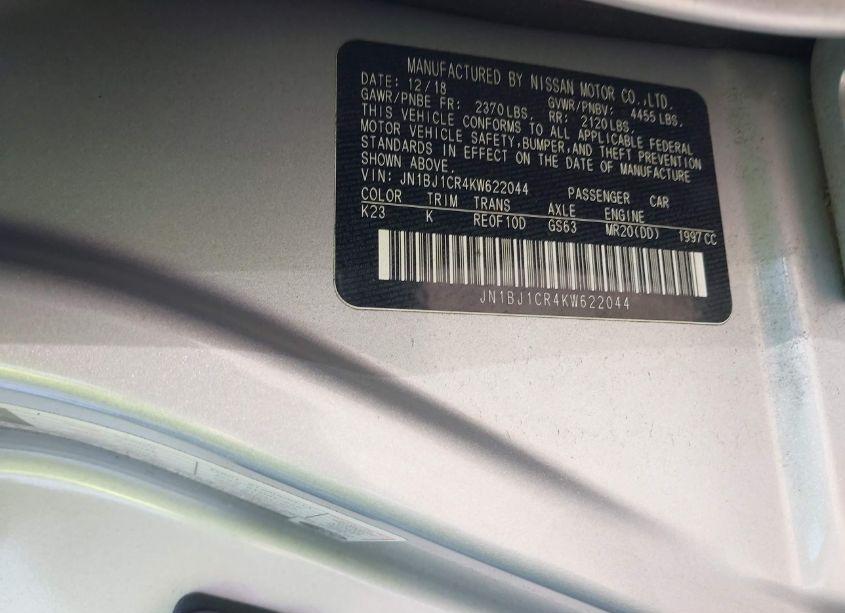 MANUFACTURED BY NISSAN MOTOR CO.,LTD.
DATE: 12/18 GVWR/PNBV: 4455LBS.
GAWR/PNBE FR: 2370LBS, RR: 2120LBS.
THIS VEHICLE CONFORMS TO ALL APPLICABLE FEDERAL
MOTOR VEHICLE SAFETY,BUMPER,AND THEFT PREVENTION
STANDARDS IN EFFECT ON THE DATE OF MANUFACTURE
SHOWN ABOVE.
VIN: JN1BJ1CR4KW622044 PASSENGER CAR
COLOR TRIM TRANS AXLE ENGINE
K23 K RE0F10D GS63 MR20(DD) 1997CC
JN1BJ1CR4KW622044